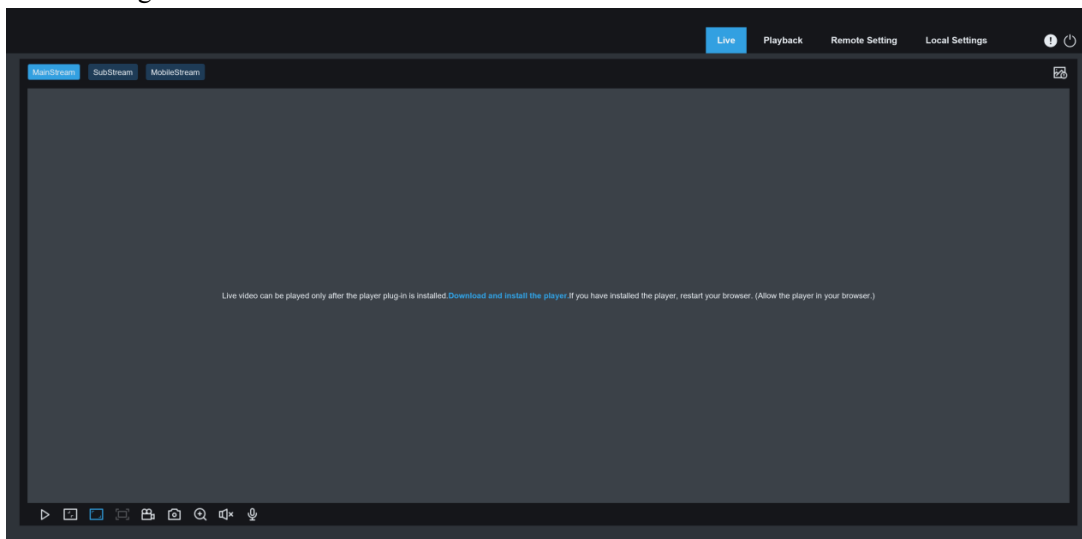 Live Playback Remote Setting Local Settings
MainStream SubStream MobileStream
Live video can be played only after the player plug-in is installed.Download and install the player.If you have installed the player, restart your browser. (Allow the player in your browser.)